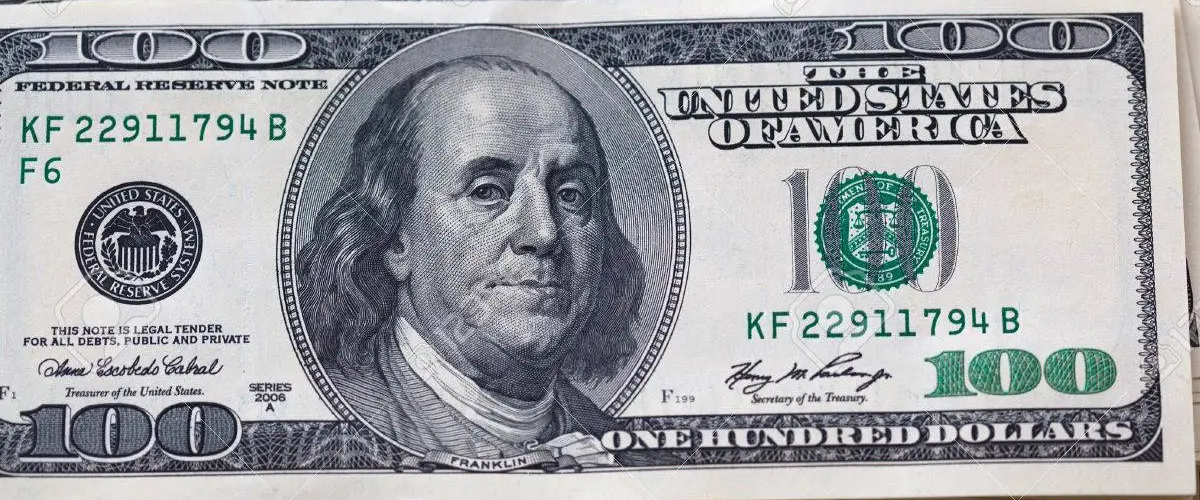 100 100
FEDERAL RESERVE NOTE
THE
UNITED STATES
OF AMERICA
KF 22911794 B
F6
UNITED STATES
FEDERAL RESERVE SYSTEM
100
TREASURY
KF 22911794 B
THIS NOTE IS LEGAL TENDER
FOR ALL DEBTS, PUBLIC AND PRIVATE
Anna Escobedo Cabral
Treasurer of the United States.
SERIES
2006
A
F 199
Secretary of the Treasury.
100
F1
100
FRANKLIN
ONE HUNDRED DOLLARS